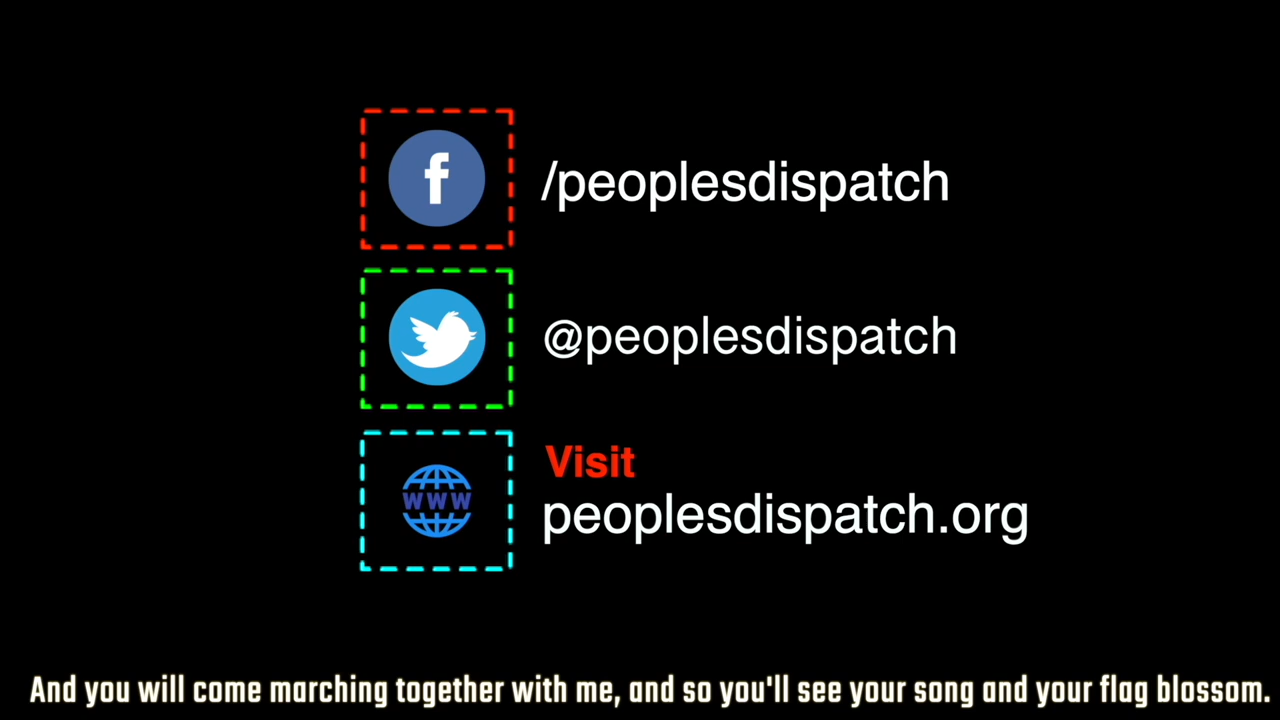 f
/peoplesdispatch
@peoplesdispatch
WWW
Visit
peoplesdispatch.org
And you will come marching together with me, and so you'll see your song and your flag blossom.